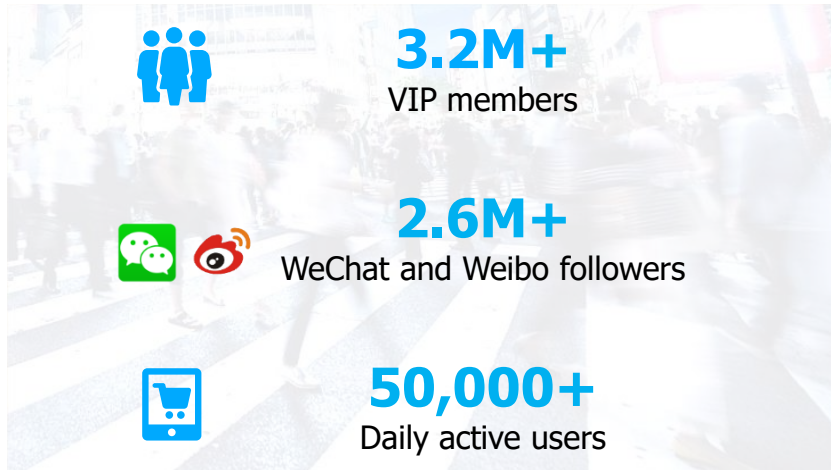 3.2M+
VIP members
2.6M+
WeChat and Weibo followers
50,000+
Daily active users